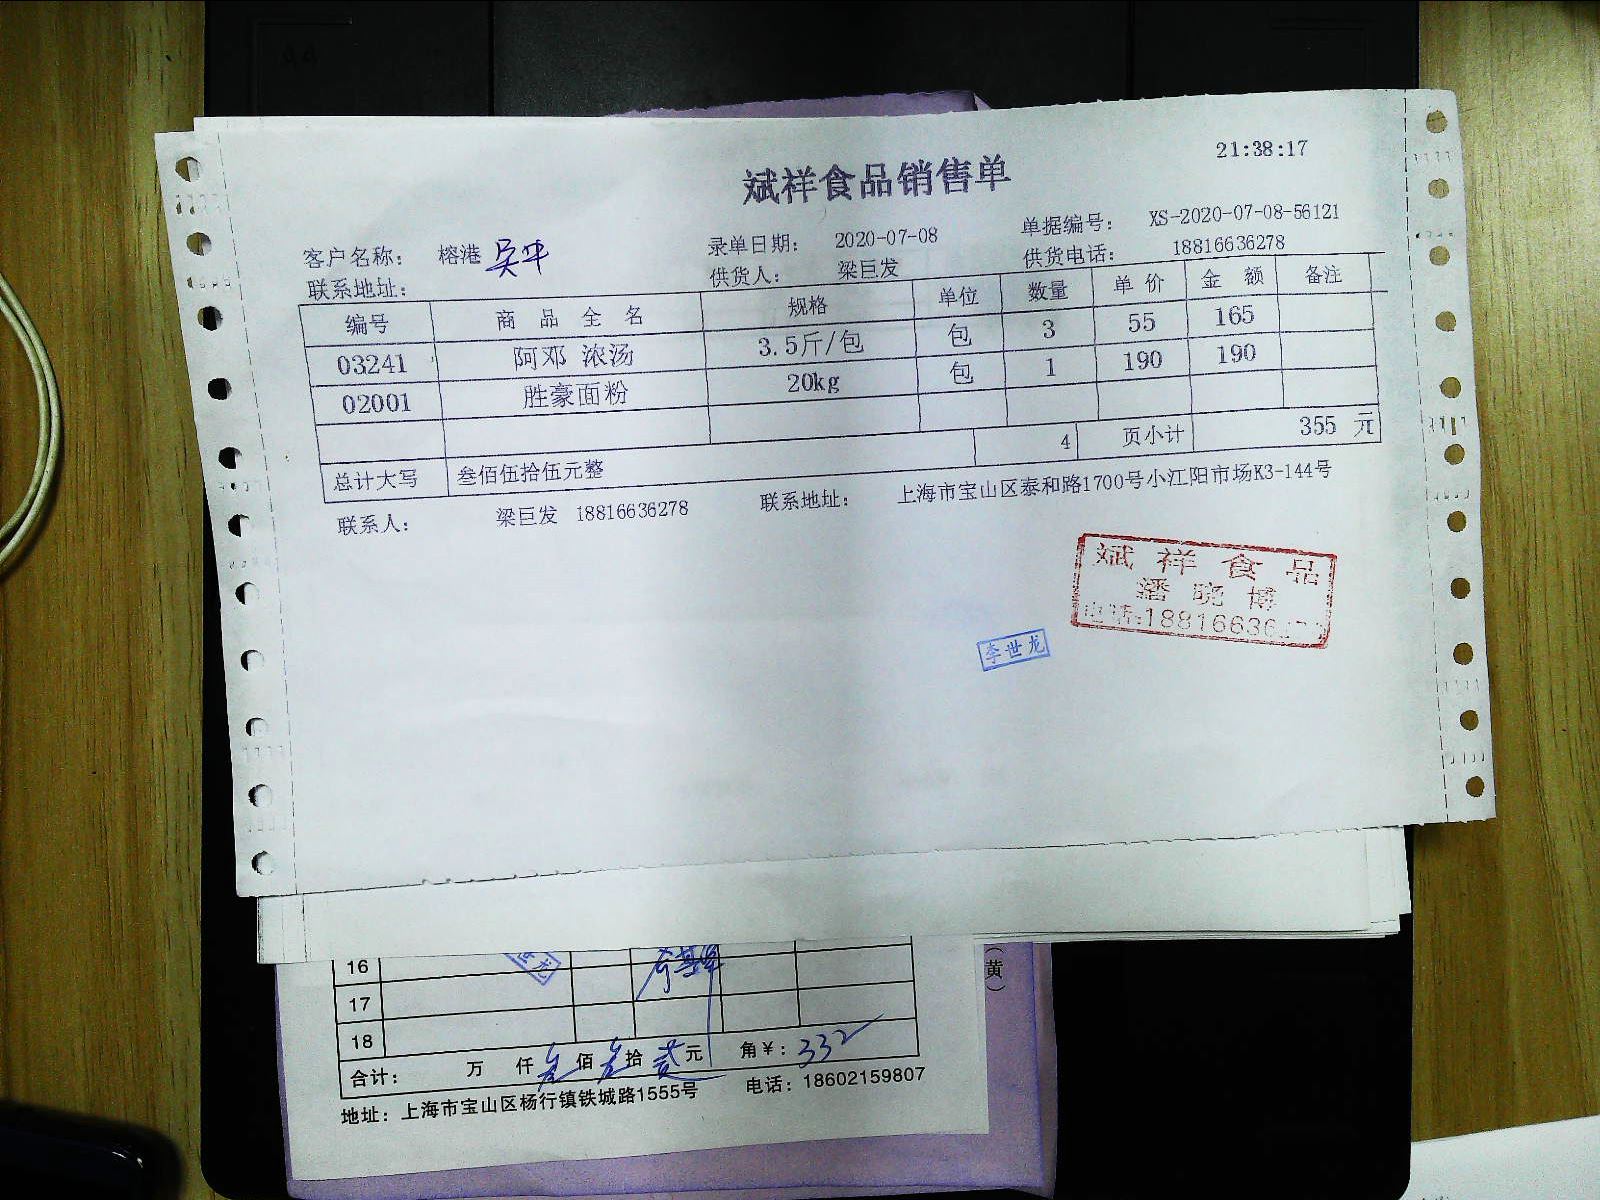 21:38:17
斌祥食品销售单
客户名称： 榕港 吴华 录单日期： 2020-07-08 单据编号： XS-2020-07-08-56121
联系地址： 供货人： 梁巨发 供货电话： 18816636278
编号 商品全名 规格 单位 数量 单价 金额 备注
03241 阿邓 浓汤 3.5斤/包 包 3 55 165
02001 胜豪面粉 20kg 包 1 190 190
4 页小计 355 元
总计大写 叁佰伍拾伍元整
联系人： 梁巨发 18816636278 联系地址： 上海市宝山区泰和路1700号小江阳市场K3-144号
斌祥食品
潘晓博
电话:18816636
李世龙
（黄）
16
17
18
合计： 万 仟 叁 佰 叁 拾 贰 元 角￥: 332
地址：上海市宝山区杨行镇铁城路1555号 电话：18602159807